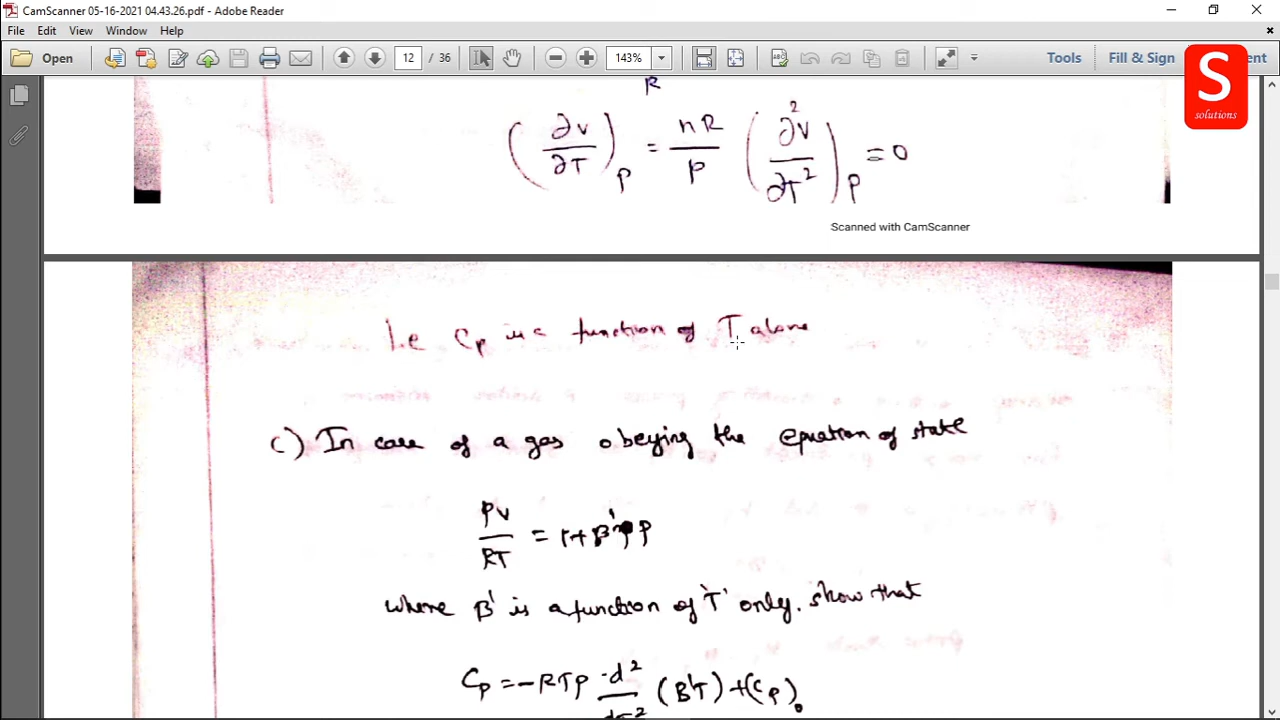 CamScanner 05-16-2021 04.43.26.pdf - Adobe Reader
File Edit View Window Help
Open 12 / 36 143% Tools Fill & Sign ent
S
solutions
R
(∂V/∂T)_P = nR/P (∂²V/∂T²)_P = 0
Scanned with CamScanner
I.e Cp is a function of T alone
C) In case of a gas obeying the equation of state
PV/RT = 1 + B'P
where B' is a function of 'T' only. show that
Cp = -RTP · d²/dT² (B'T) + (Cp)₀